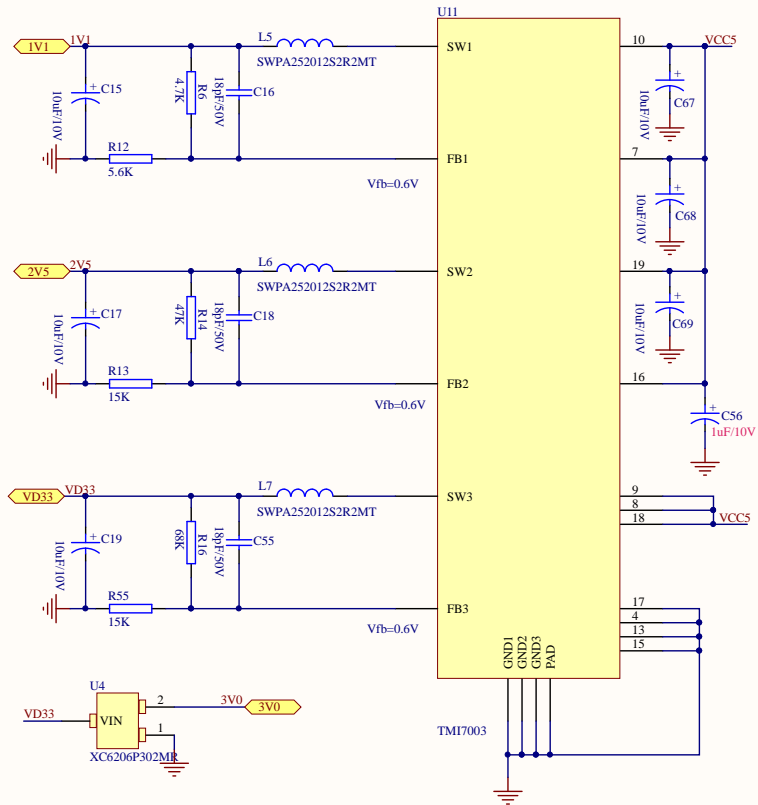 U11
1V1
1V1
L5
SWPA252012S2R2MT
SW1
10
VCC5
C15
10uF/10V
R6
4.7K
C16
18pF/50V
C67
10uF/10V
R12
5.6K
FB1
Vfb=0.6V
7
C68
10uF/10V
2V5
2V5
L6
SWPA252012S2R2MT
SW2
19
C17
10uF/10V
R14
47K
C18
18pF/50V
C69
10uF/10V
R13
15K
FB2
Vfb=0.6V
16
C56
1uF/10V
VD33
VD33
L7
SWPA252012S2R2MT
SW3
9
8
18
VCC5
C19
10uF/10V
R16
68K
C55
18pF/50V
R55
15K
FB3
Vfb=0.6V
17
4
13
15
GND1
GND2
GND3
PAD
TMI7003
U4
VD33
VIN
2
1
3V0
3V0
XC6206P302MR